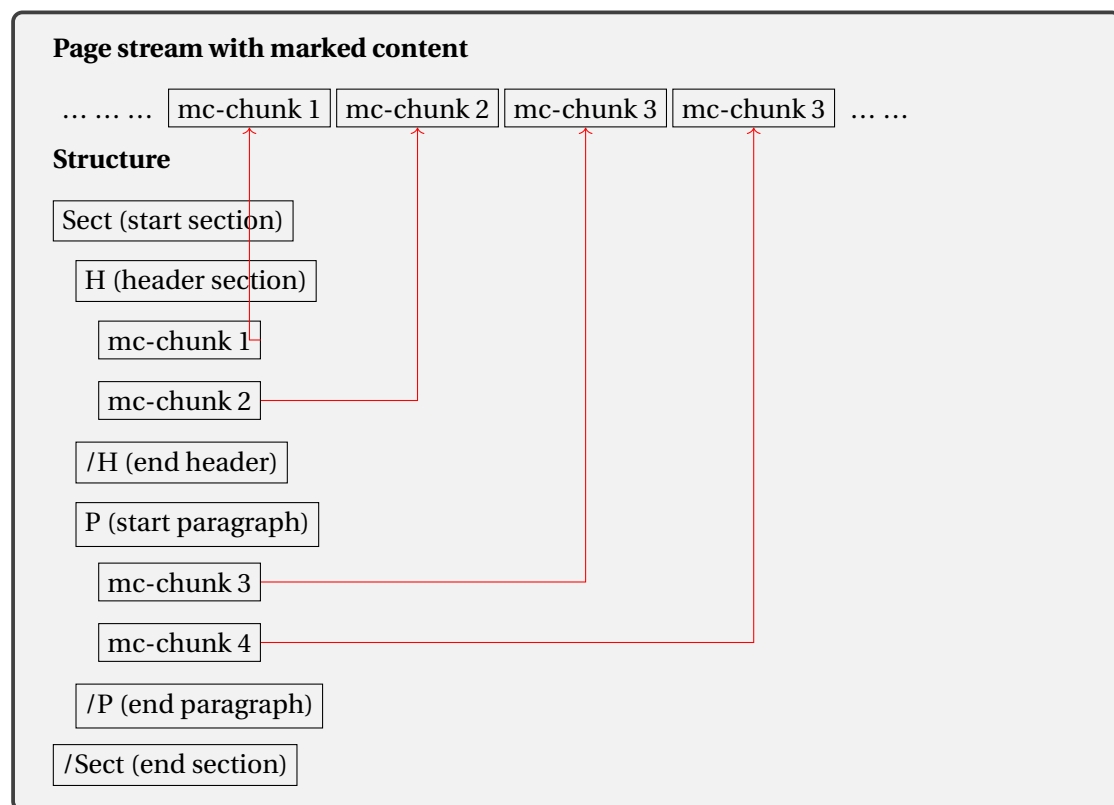 Page stream with marked content
... ... ... mc-chunk 1 mc-chunk 2 mc-chunk 3 mc-chunk 3 ... ...
Structure
Sect (start section)
H (header section)
mc-chunk 1
mc-chunk 2
/H (end header)
P (start paragraph)
mc-chunk 3
mc-chunk 4
/P (end paragraph)
/Sect (end section)